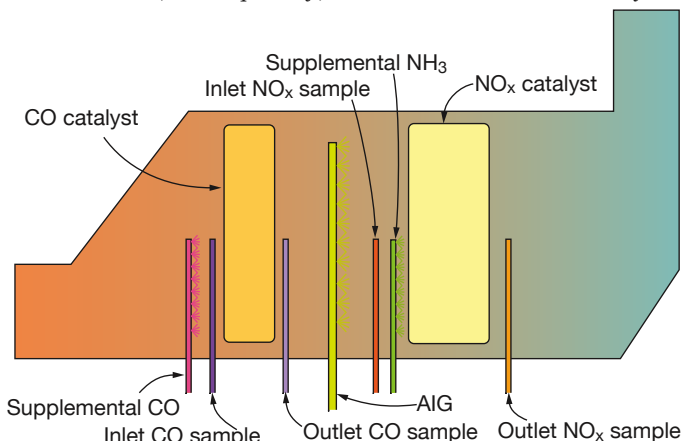 Supplemental NH3
Inlet NOx sample
NOx catalyst
CO catalyst
Supplemental CO
AIG
Inlet CO sample
Outlet CO sample
Outlet NOx sample